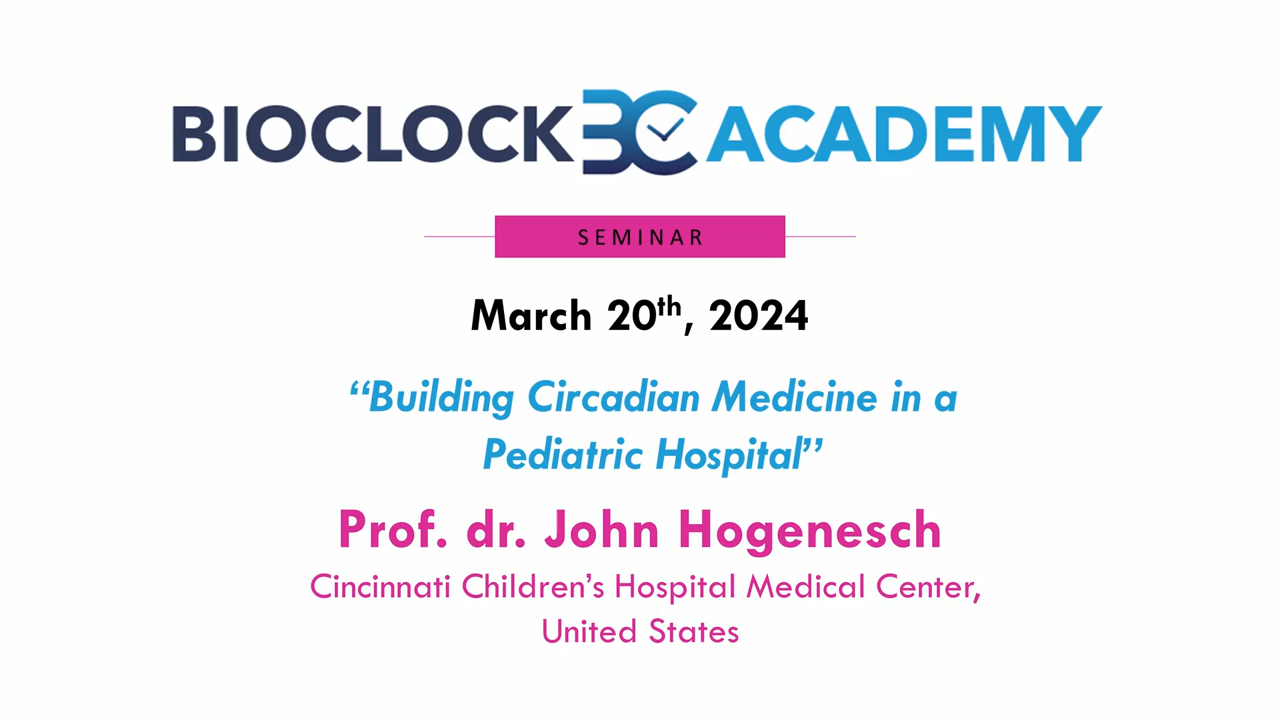 BIOCLOCK BC ACADEMY
SEMINAR
March 20th, 2024
“Building Circadian Medicine in a
Pediatric Hospital”
Prof. dr. John Hogenesch
Cincinnati Children’s Hospital Medical Center,
United States